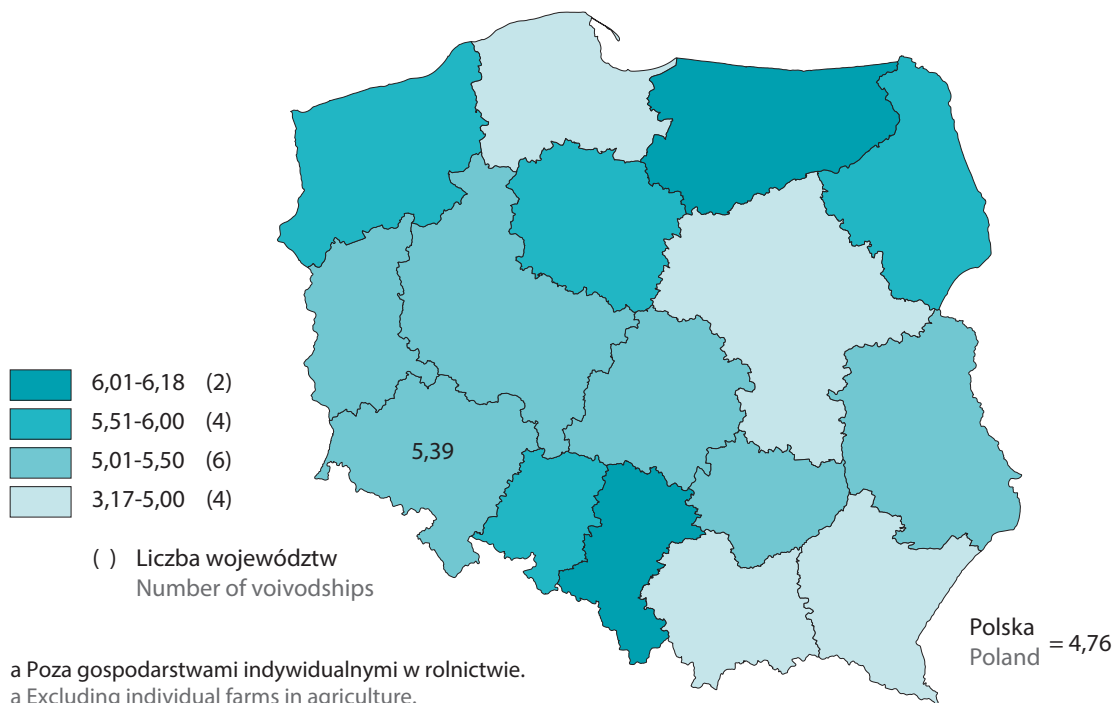 6,01-6,18 (2)
5,51-6,00 (4)
5,01-5,50 (6)
3,17-5,00 (4)
5,39
( ) Liczba województw
Number of voivodships
Polska
Poland = 4,76
a Poza gospodarstwami indywidualnymi w rolnictwie.
a Excluding individual farms in agriculture.